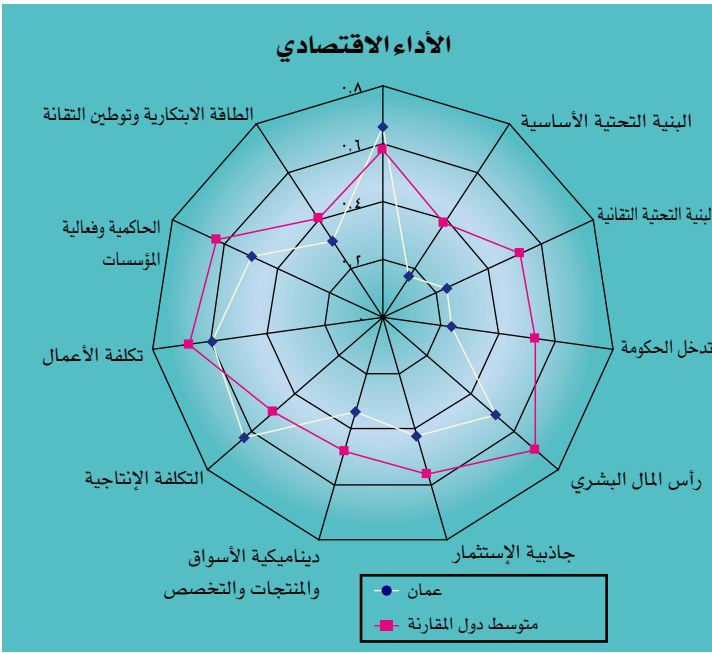 الأداء الاقتصادي
٠,٨
٠,٦
٠,٤
٠,٢
٠
البنية التحتية الأساسية
البنية التحتية التقانية
تدخل الحكومة
رأس المال البشري
جاذبية الإستثمار
ديناميكية الأسواق
والمنتجات والتخصص
التكلفة الإنتاجية
تكلفة الأعمال
الحاكمية وفعالية
المؤسسات
الطاقة الابتكارية وتوطين التقانة
عمان
متوسط دول المقارنة